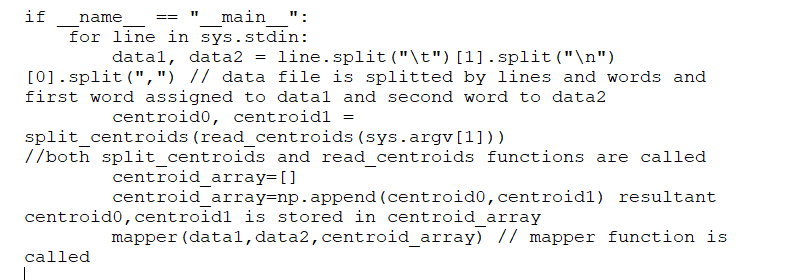 if __name__ == "__main__":
    for line in sys.stdin:
        data1, data2 = line.split("\t")[1].split("\n")
[0].split(",") // data file is splitted by lines and words and
first word assigned to data1 and second word to data2
        centroid0, centroid1 =
split_centroids(read_centroids(sys.argv[1]))
//both split_centroids and read_centroids functions are called
        centroid_array=[]
        centroid_array=np.append(centroid0,centroid1) resultant
centroid0,centroid1 is stored in centroid_array
        mapper(data1,data2,centroid_array) // mapper function is
called